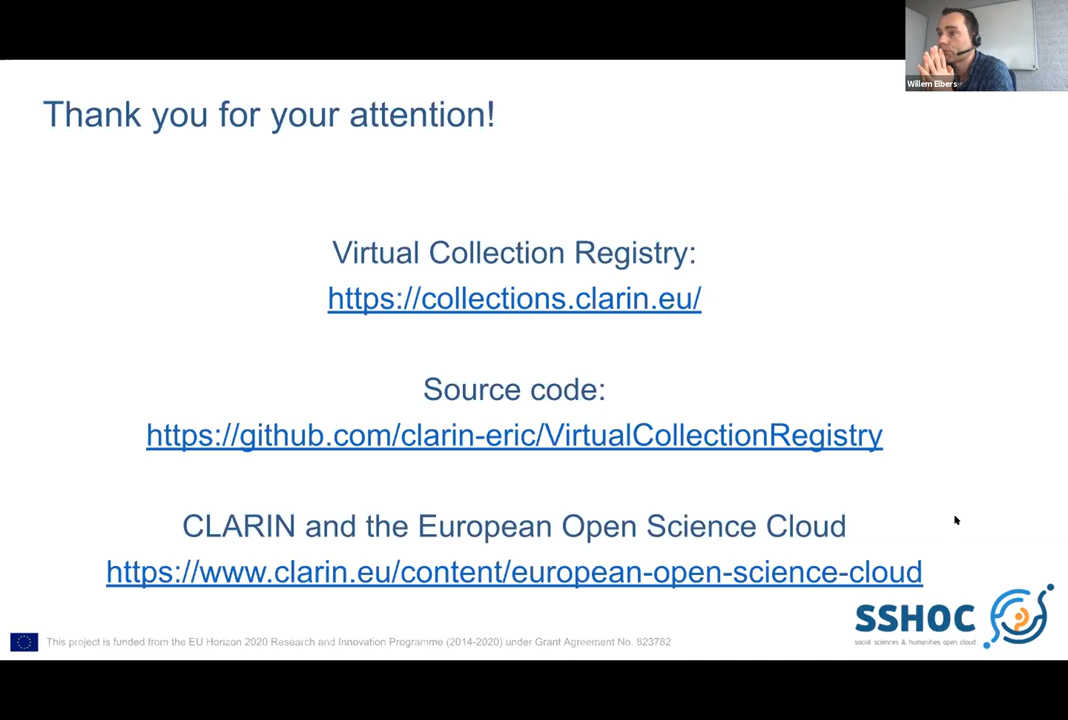 Willem Elbers
Thank you for your attention!
Virtual Collection Registry:
https://collections.clarin.eu/
Source code:
https://github.com/clarin-eric/VirtualCollectionRegistry
CLARIN and the European Open Science Cloud
https://www.clarin.eu/content/european-open-science-cloud
SSHOC
social sciences & humanities open cloud
This project is funded from the EU Horizon 2020 Research and Innovation Programme (2014-2020) under Grant Agreement No. 823782